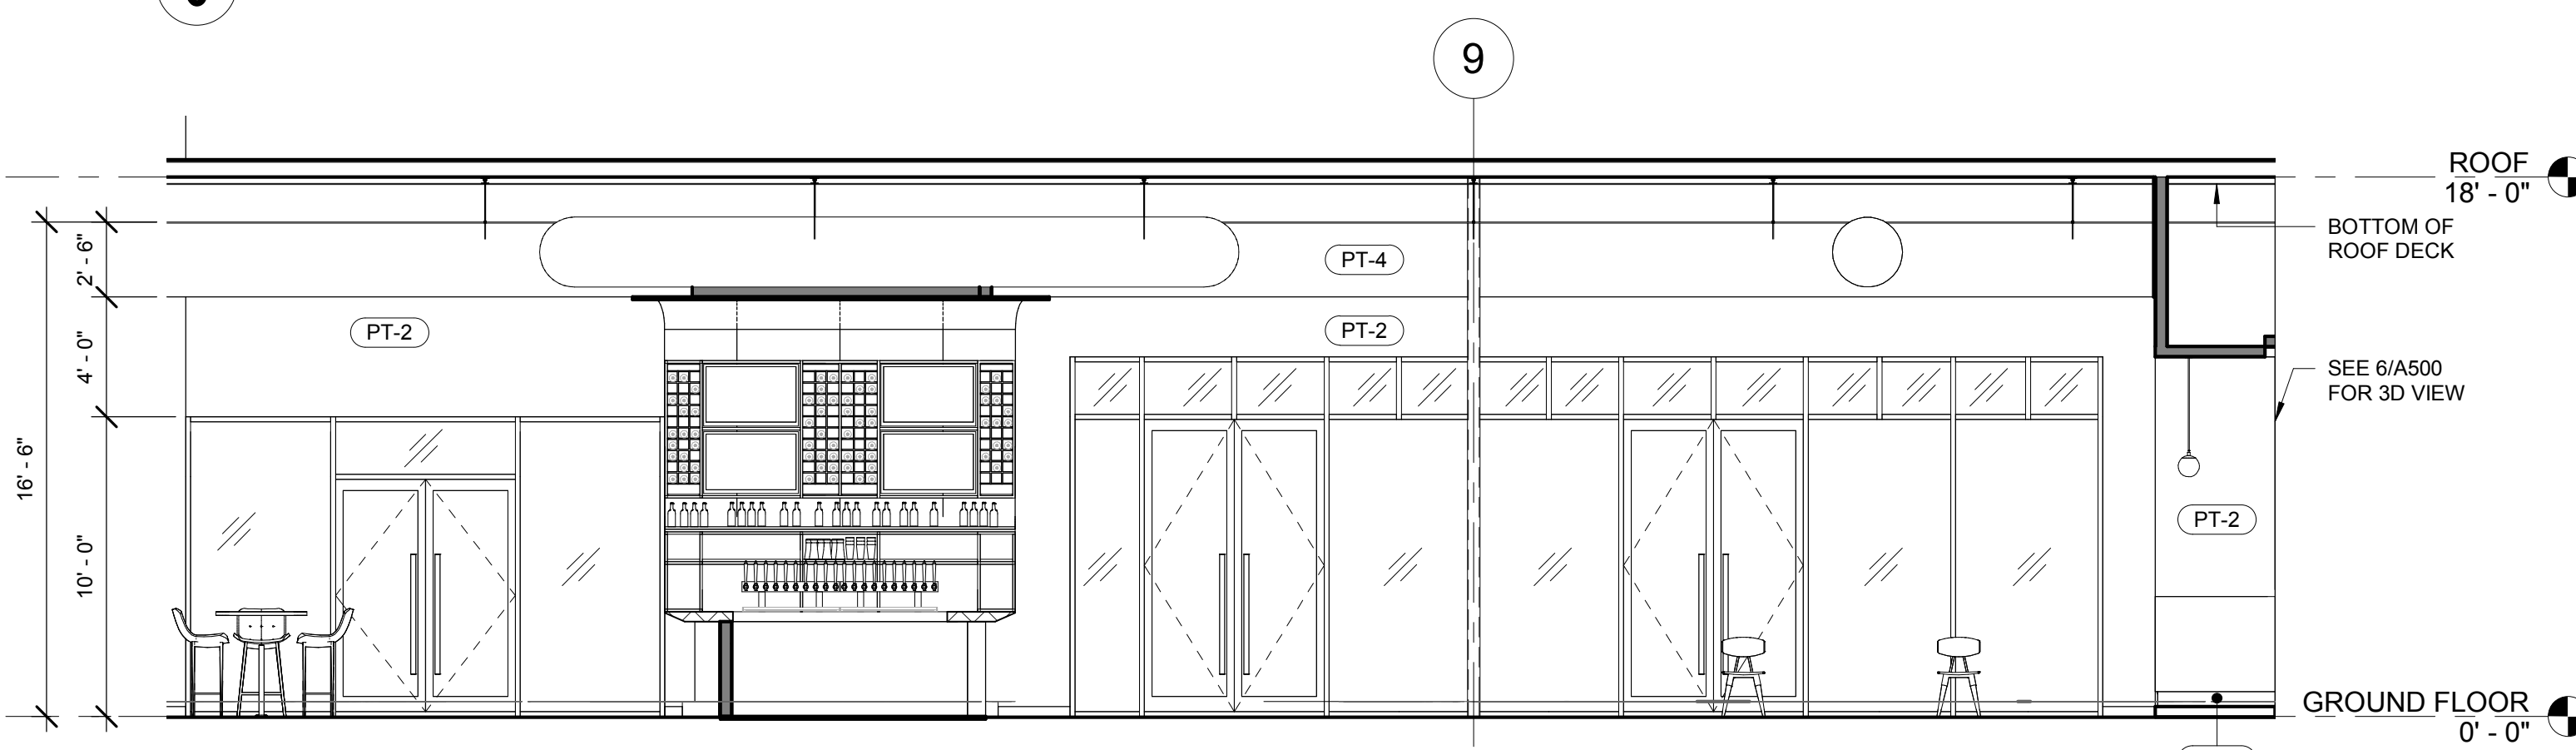 9
ROOF
18' - 0"
BOTTOM OF
ROOF DECK
2' - 6"
PT-4
PT-2
PT-2
4' - 0"
SEE 6/A500
FOR 3D VIEW
16' - 6"
10' - 0"
PT-2
GROUND FLOOR
0' - 0"